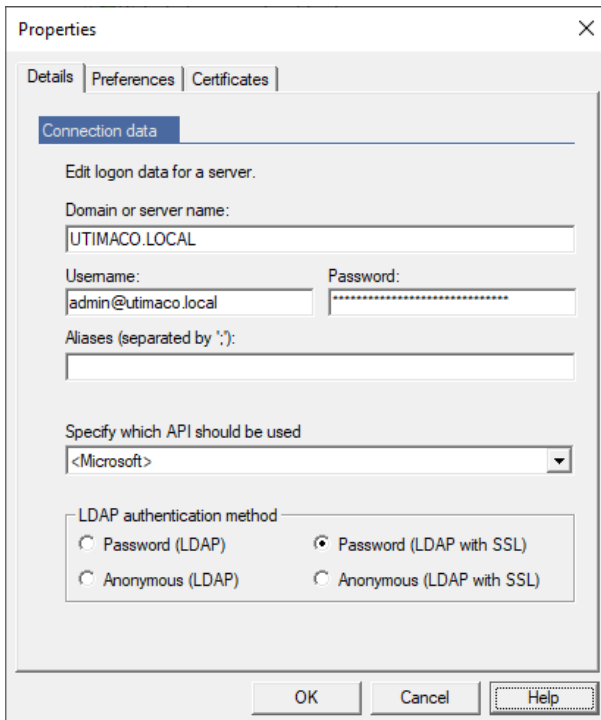 Properties
Details Preferences Certificates
Connection data
Edit logon data for a server.
Domain or server name:
UTIMACO.LOCAL
Username: Password:
admin@utimaco.local *******************************
Aliases (separated by ';'):
Specify which API should be used
<Microsoft>
LDAP authentication method
Password (LDAP) Password (LDAP with SSL)
Anonymous (LDAP) Anonymous (LDAP with SSL)
OK Cancel Help